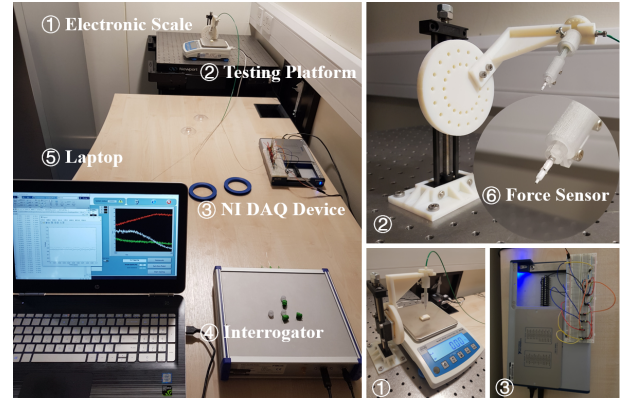 ① Electronic Scale
② Testing Platform
⑤ Laptop
③ NI DAQ Device
④ Interrogator
⑥ Force Sensor
②
①
③